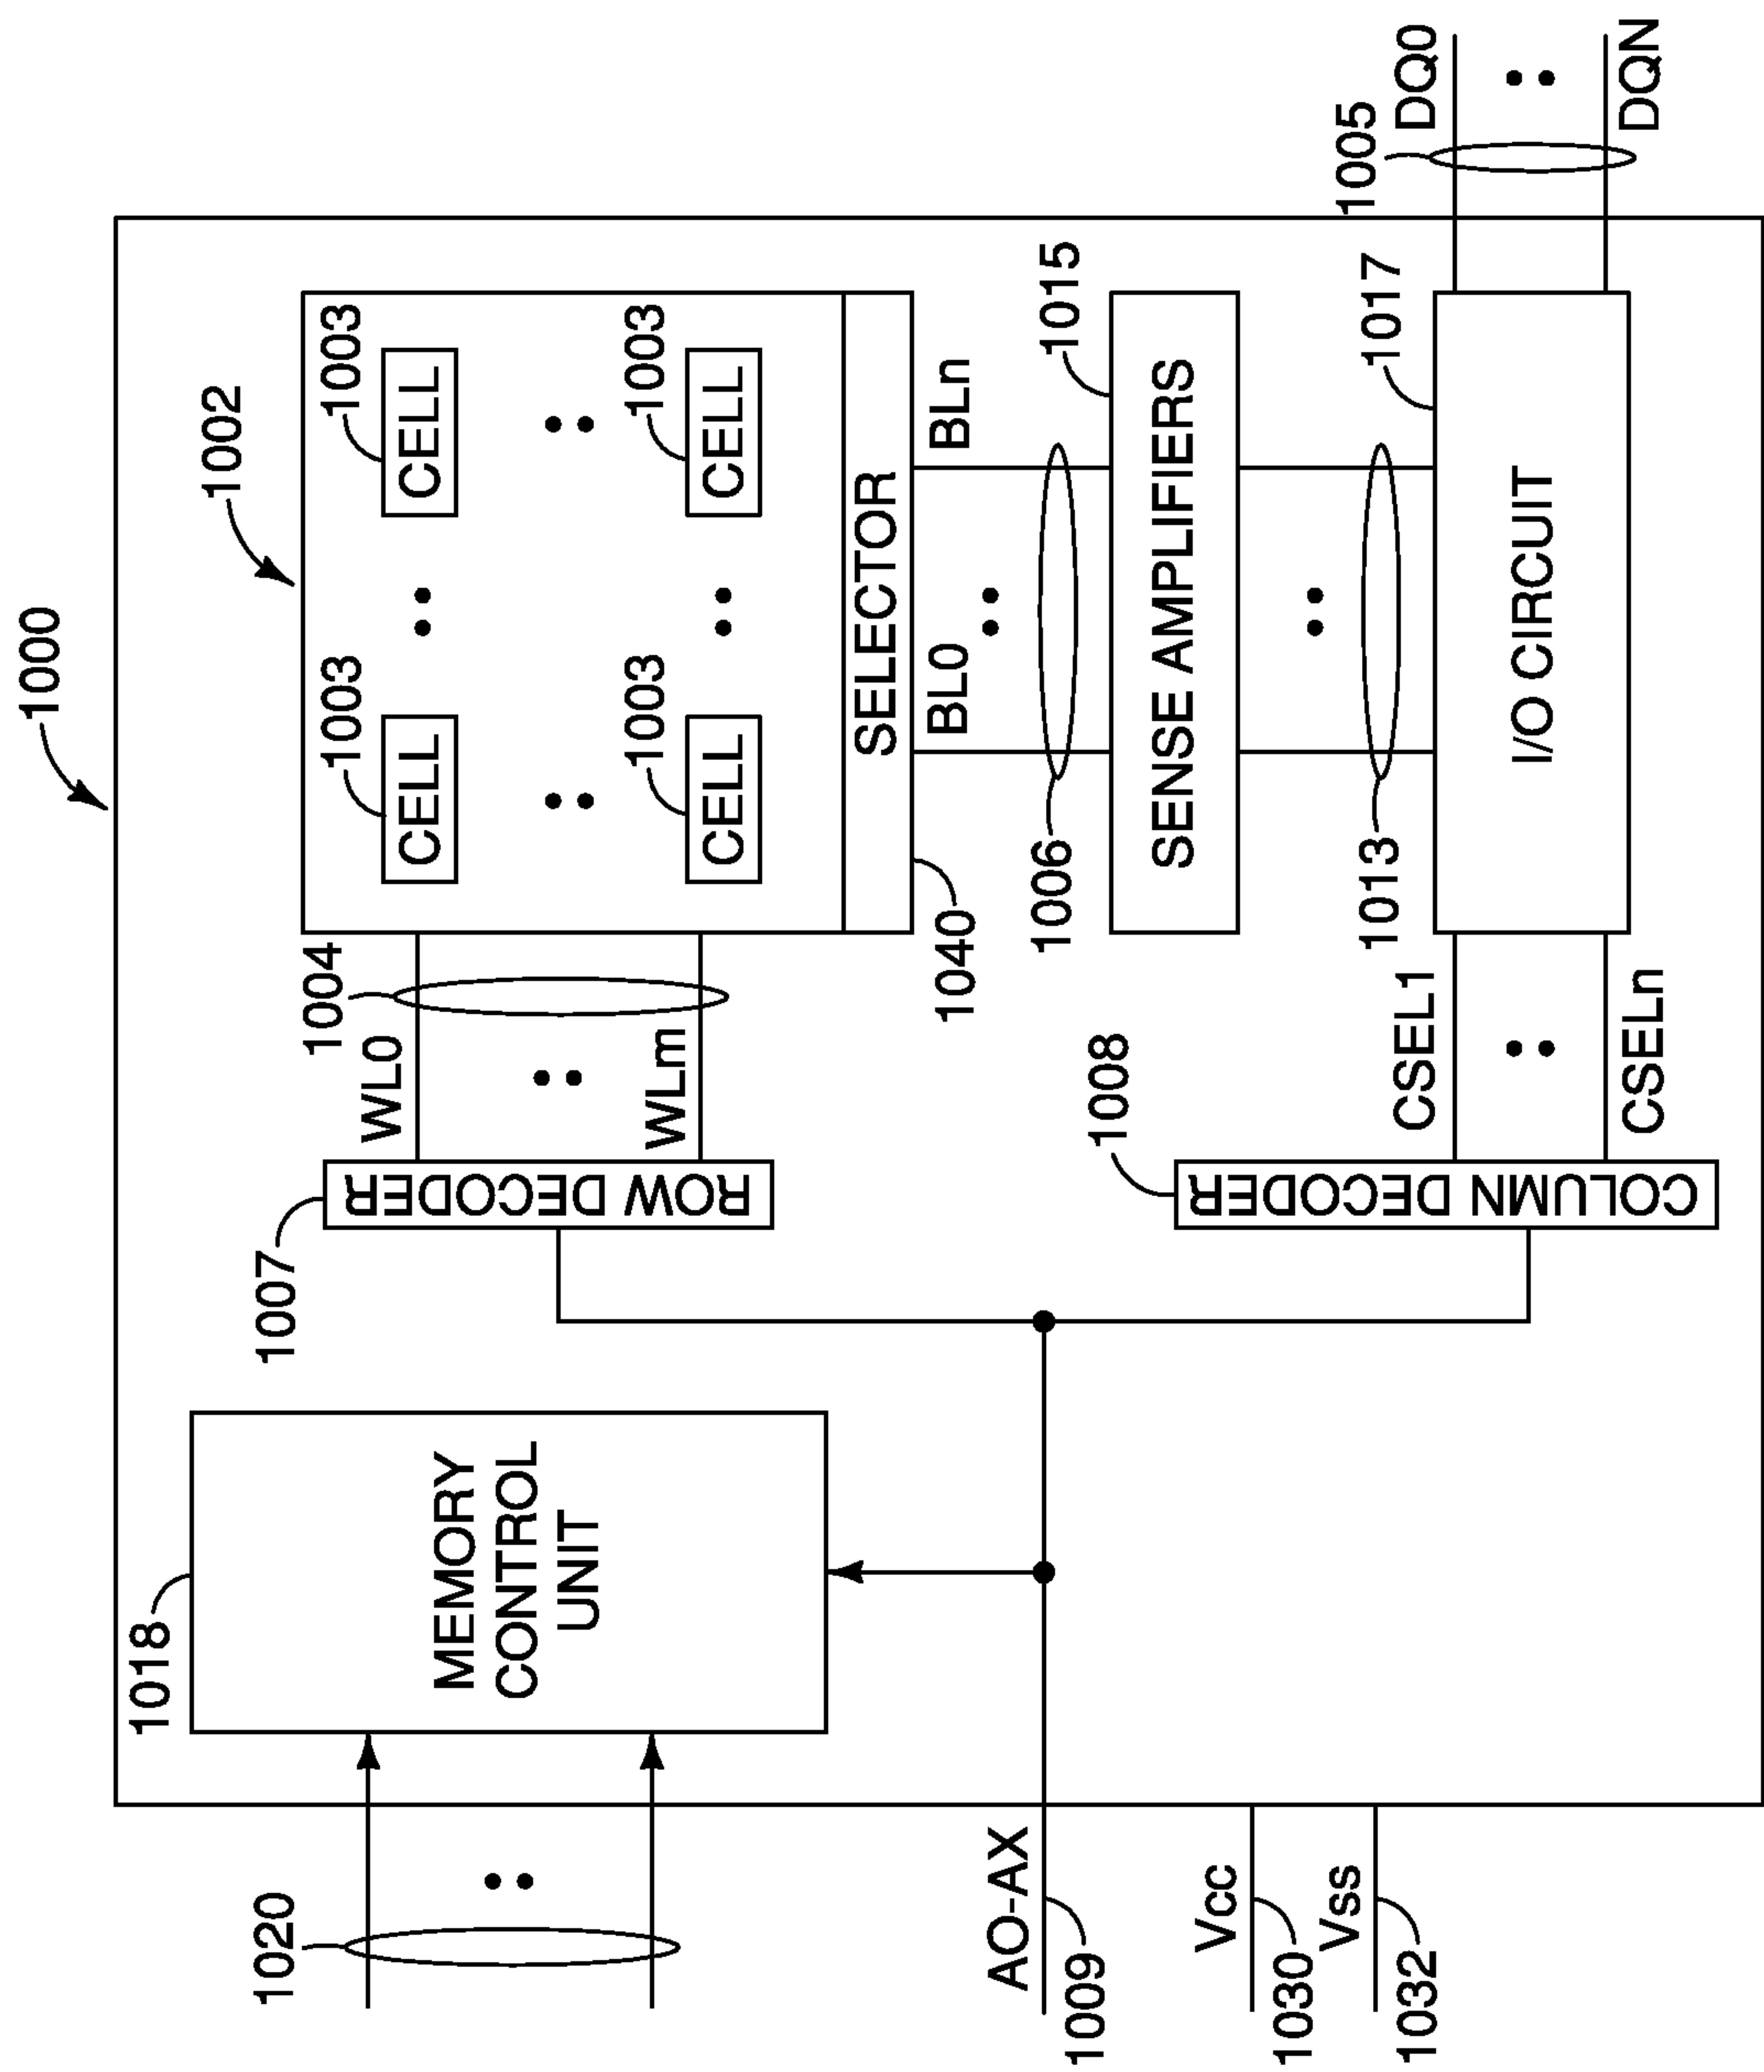 1000
1002
1018
1003
1003
CELL
CELL
1004
1007
WL0
ROW DECODER
MEMORY
CONTROL
UNIT
1020
1003
1003
CELL
CELL
WLm
SELECTOR
1040
BL0
BLn
AO-AX
1009
1006
1015
SENSE AMPLIFIERS
1008
Vcc
1030
Vss
1032
1013
1017
1005
CSEL1
DQ0
COLUMN DECODER
I/O CIRCUIT
CSELn
DQN